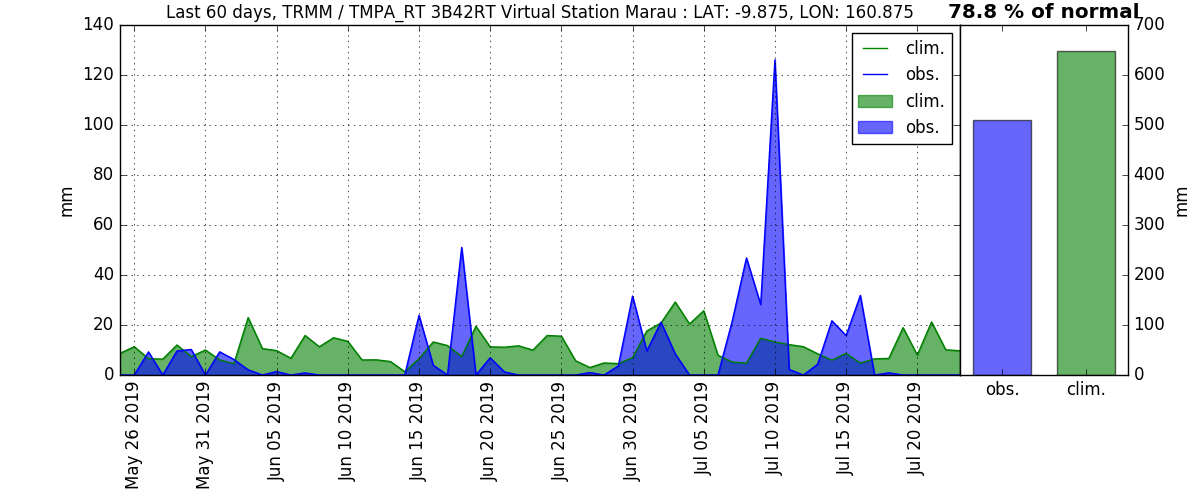 Last 60 days, TRMM / TMPA_RT 3B42RT Virtual Station Marau : LAT: -9.875, LON: 160.875
78.8 % of normal
mm
140
120
100
80
60
40
20
0
clim.
obs.
clim.
obs.
May 26 2019
May 31 2019
Jun 05 2019
Jun 10 2019
Jun 15 2019
Jun 20 2019
Jun 25 2019
Jun 30 2019
Jul 05 2019
Jul 10 2019
Jul 15 2019
Jul 20 2019
obs.
clim.
700
600
500
400
300
200
100
0
mm